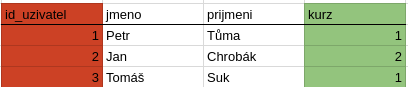 id_uzivatel jmeno prijmeni kurz
1 Petr Tůma 1
2 Jan Chrobák 2
3 Tomáš Suk 1